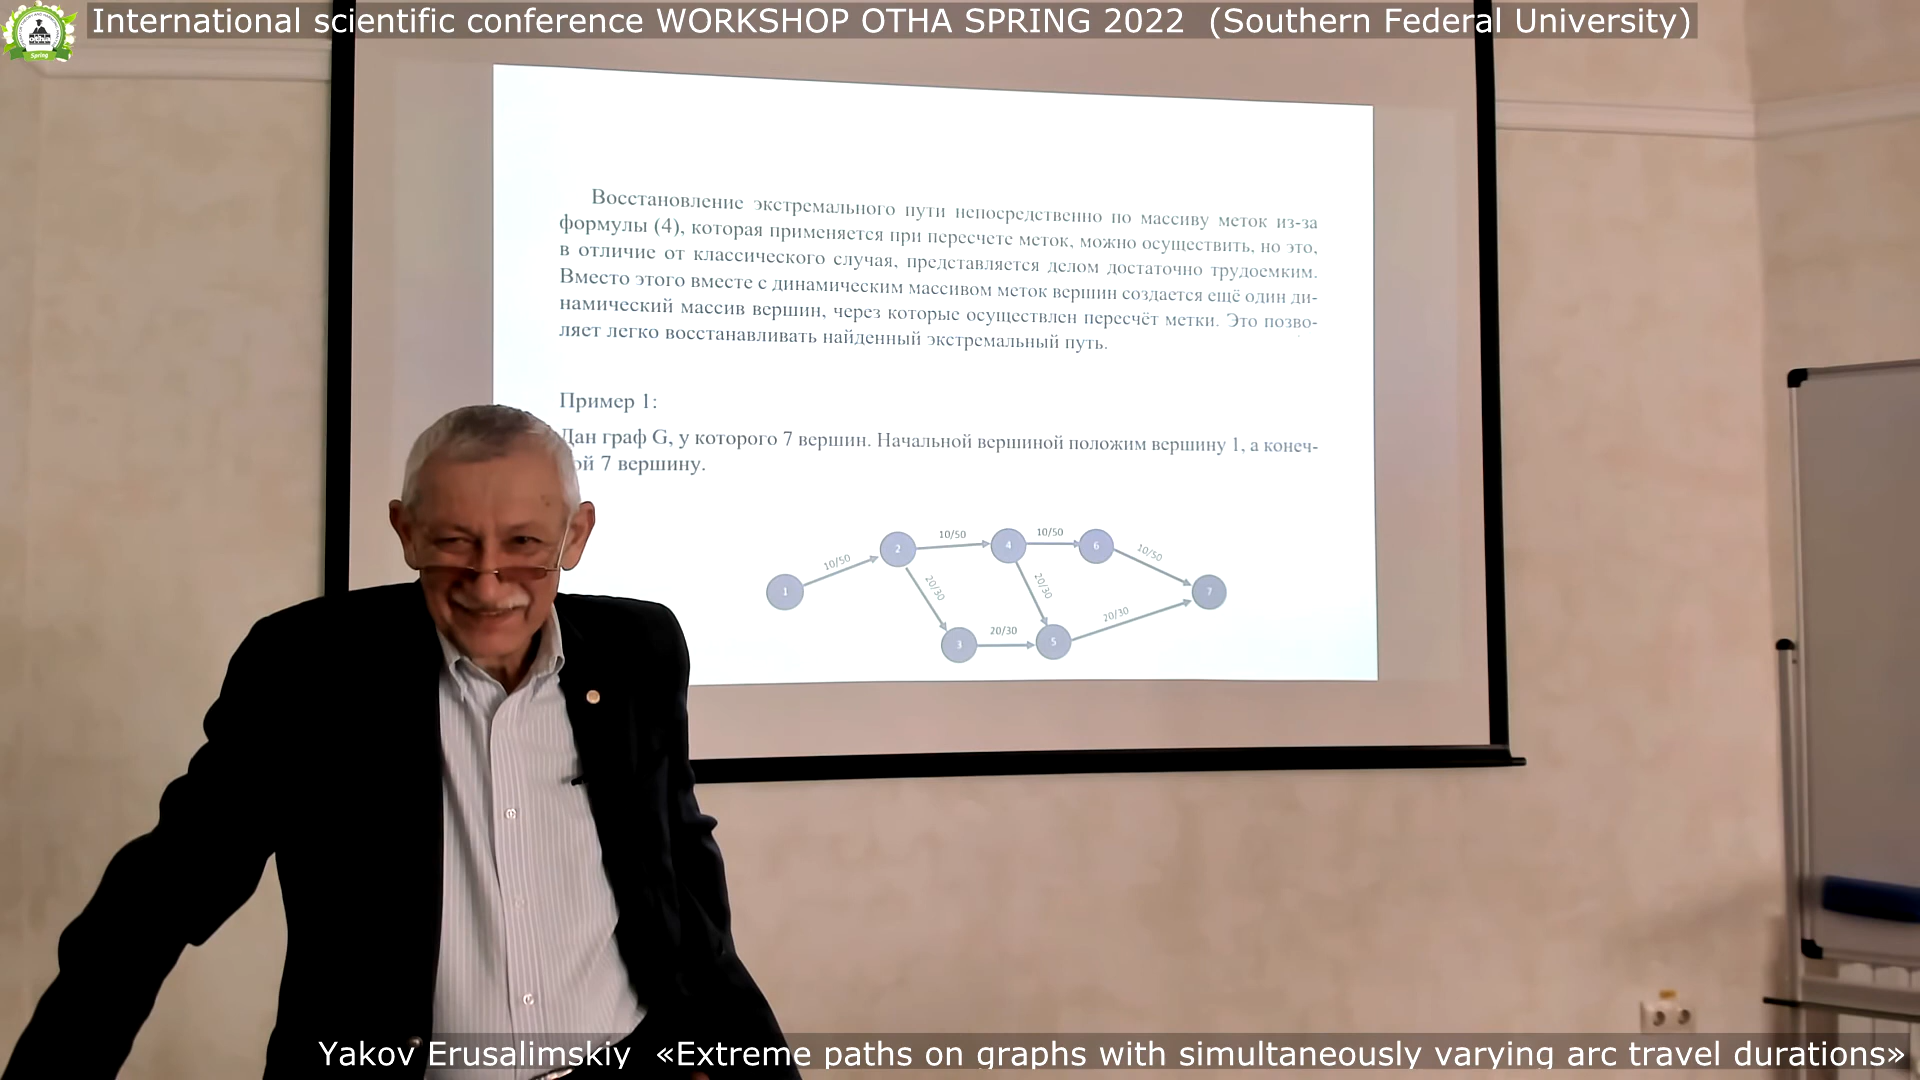 International scientific conference WORKSHOP OTHA SPRING 2022 (Southern Federal University)
OTHA
Spring
Восстановление экстремального пути непосредственно по массиву меток из-за
формулы (4), которая применяется при пересчете меток, можно осуществить, но это,
в отличие от классического случая, представляется делом достаточно трудоемким.
Вместо этого вместе с динамическим массивом меток вершин создается ещё один ди-
намический массив вершин, через которые осуществлен пересчёт метки. Это позво-
ляет легко восстанавливать найденный экстремальный путь.
Пример 1:
Дан граф G, у которого 7 вершин. Начальной вершиной положим вершину 1, а конеч-
ой 7 вершину.
10/50 10/50 10/50 10/50
1 2 4 6 7
20/30 20/30 20/30 20/30
3 5
Yakov Erusalimskiy «Extreme paths on graphs with simultaneously varying arc travel durations»